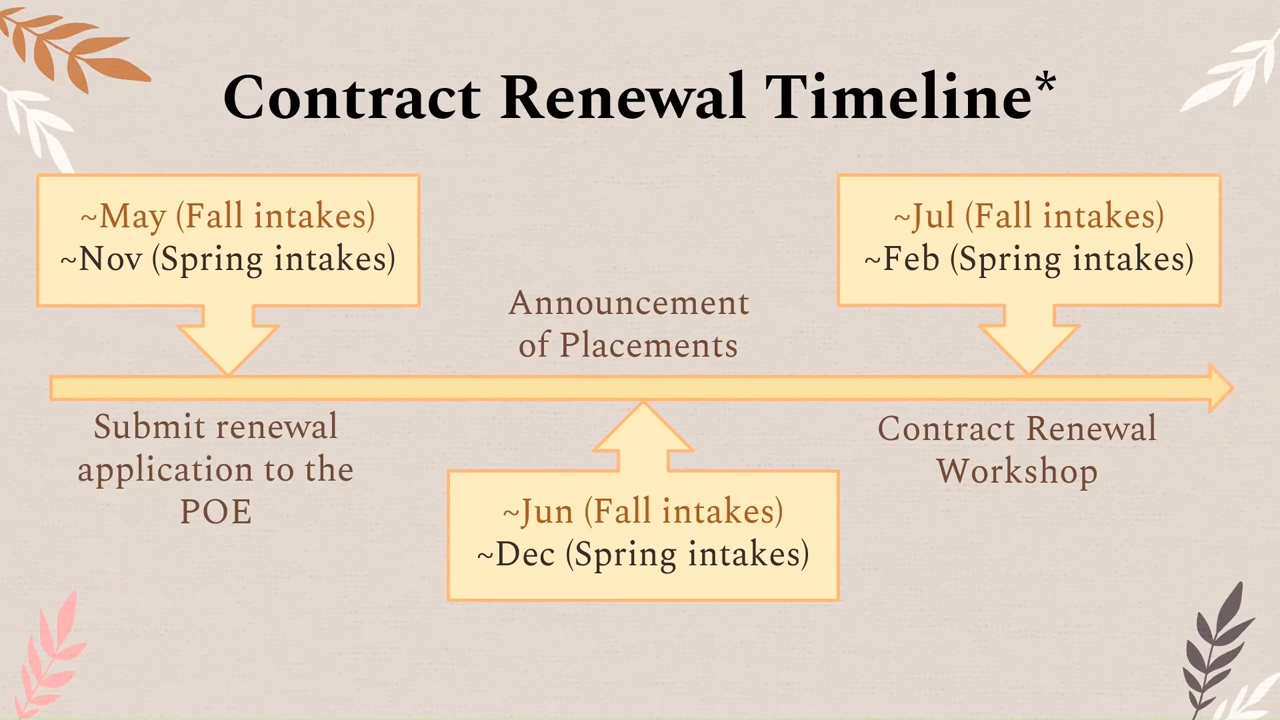 Contract Renewal Timeline*
~May (Fall intakes)
~Nov (Spring intakes)
Submit renewal
application to the
POE
Announcement
of Placements
~Jun (Fall intakes)
~Dec (Spring intakes)
~Jul (Fall intakes)
~Feb (Spring intakes)
Contract Renewal
Workshop